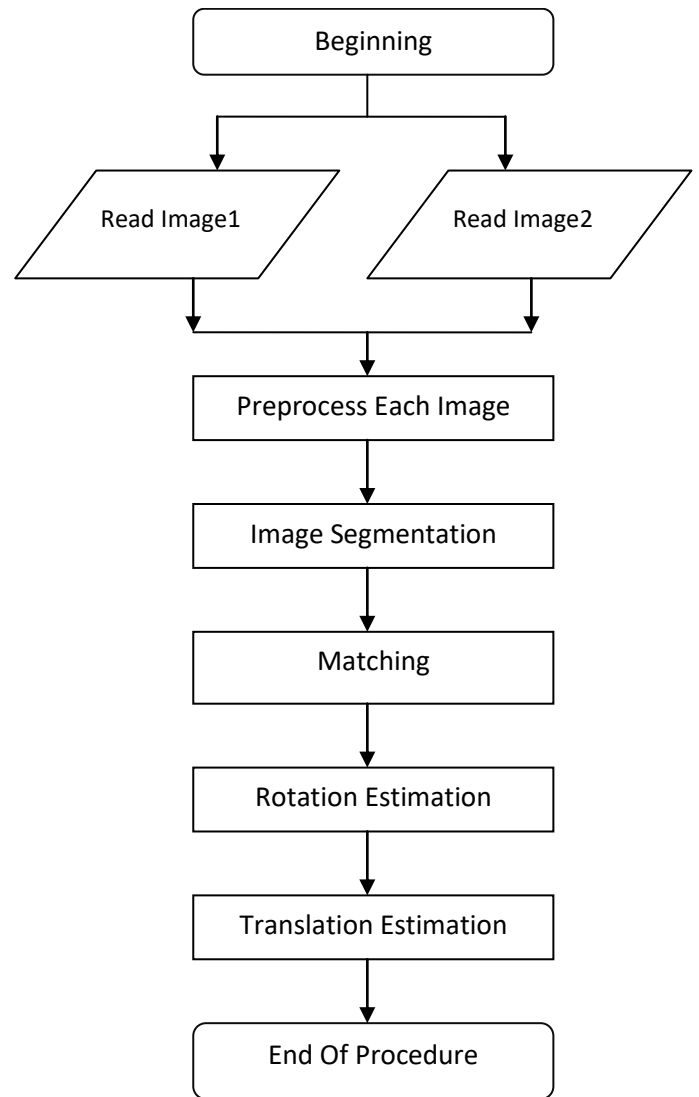 Beginning
Read Image1
Read Image2
Preprocess Each Image
Image Segmentation
Matching
Rotation Estimation
Translation Estimation
End Of Procedure